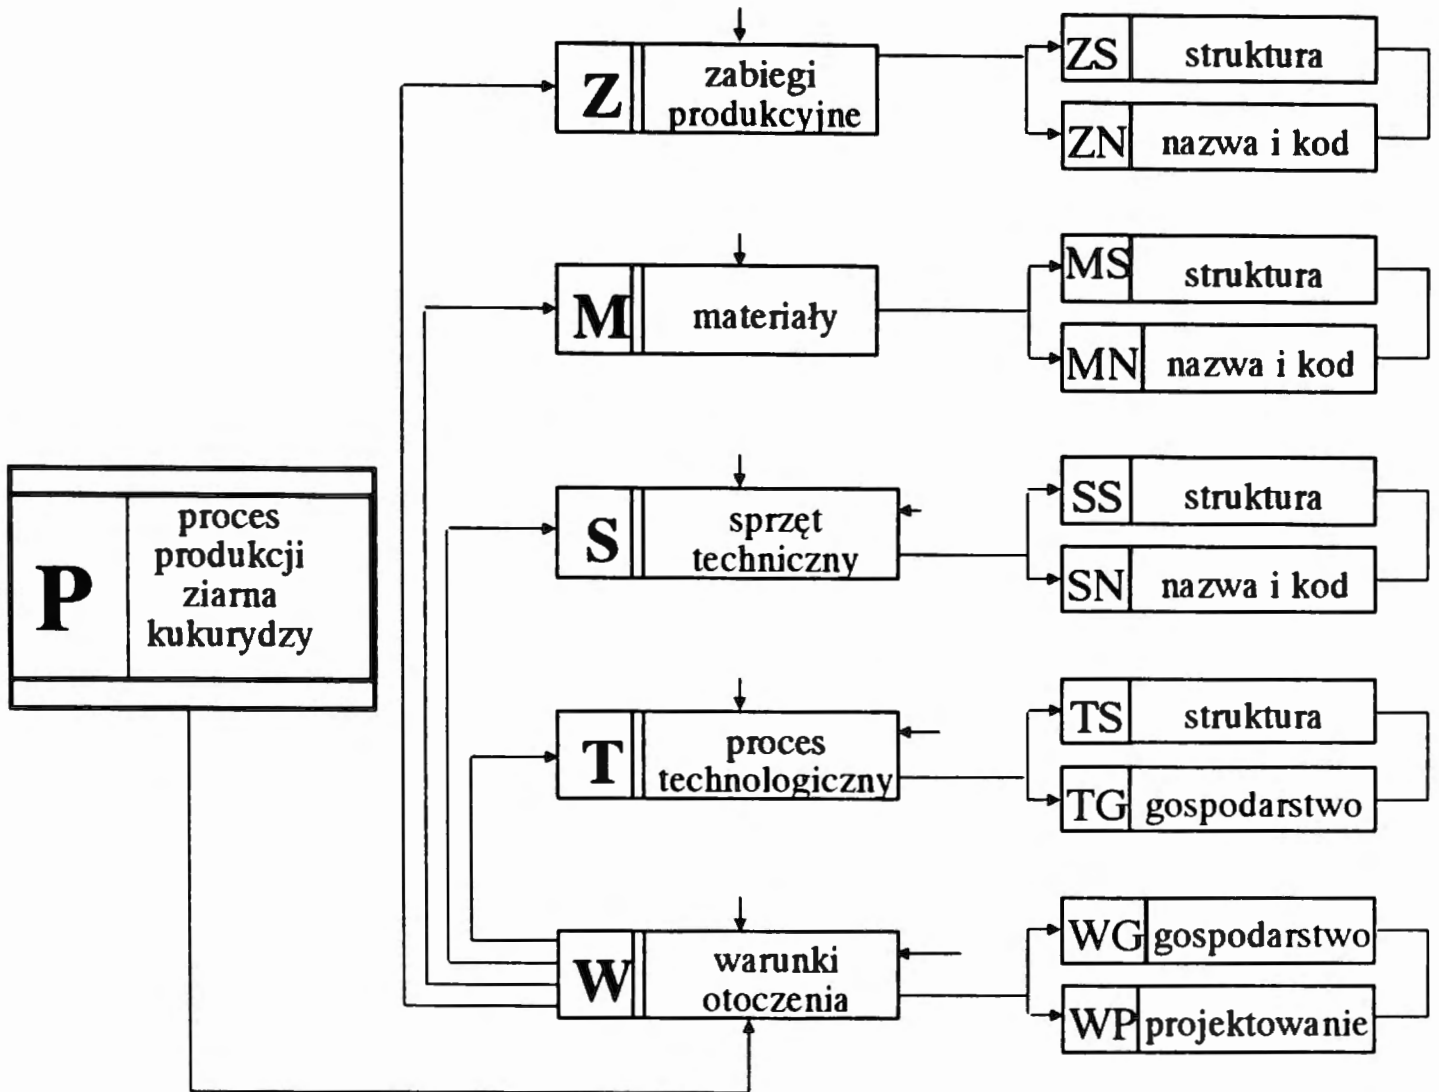 P
proces
produkcji
ziarna
kukurydzy
Z
zabiegi
produkcyjne
ZS
struktura
ZN
nazwa i kod
M
materiały
MS
struktura
MN
nazwa i kod
S
sprzęt
techniczny
SS
struktura
SN
nazwa i kod
T
proces
technologiczny
TS
struktura
TG
gospodarstwo
W
warunki
otoczenia
WG
gospodarstwo
WP
projektowanie